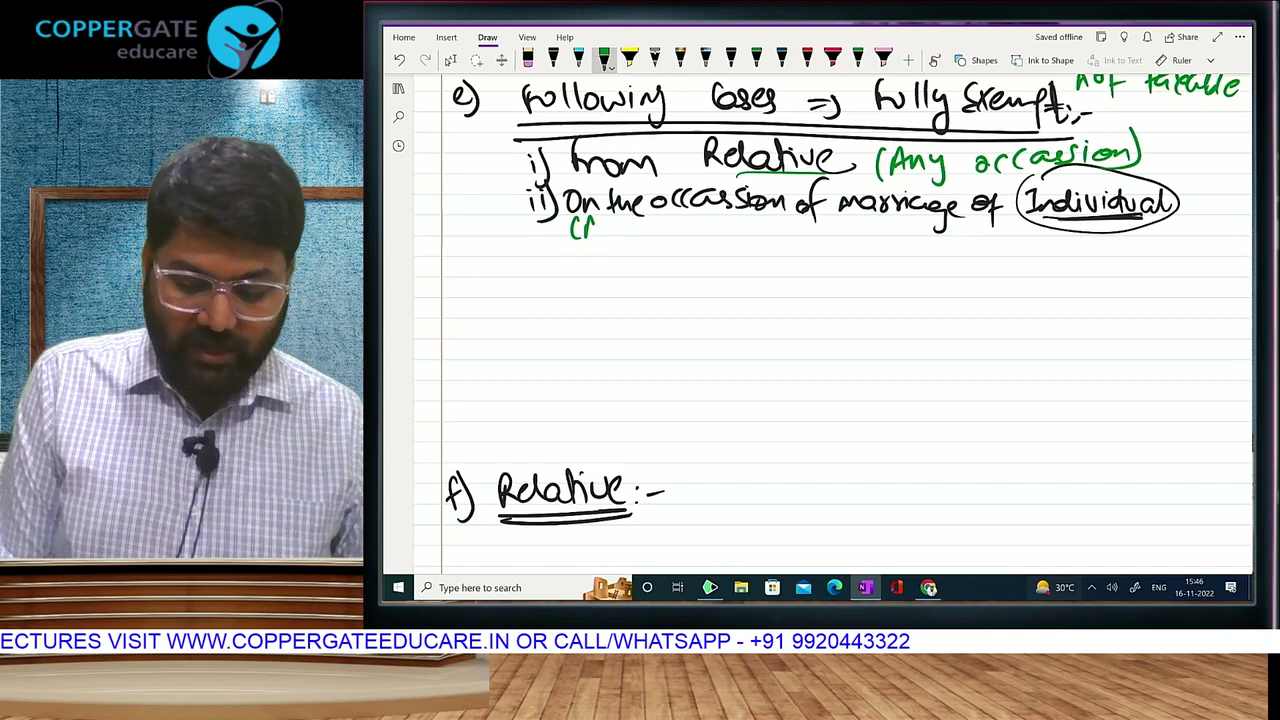 COPPERGATE
educare
Saved offline
Share
Home
Insert
Draw
View
Help
Shapes
Ink to Shape
Ink to Text
Ruler
not taxable
e) Following Cases => Fully Exempt:-
i) From Relative (Any occassion)
ii) On the occassion of marriage of Individual
(A
f) Relative:-
Type here to search
30°C
ENG
15:46
16-11-2022
ECTURES VISIT WWW.COPPERGATEEDUCARE.IN OR CALL/WHATSAPP - +91 9920443322